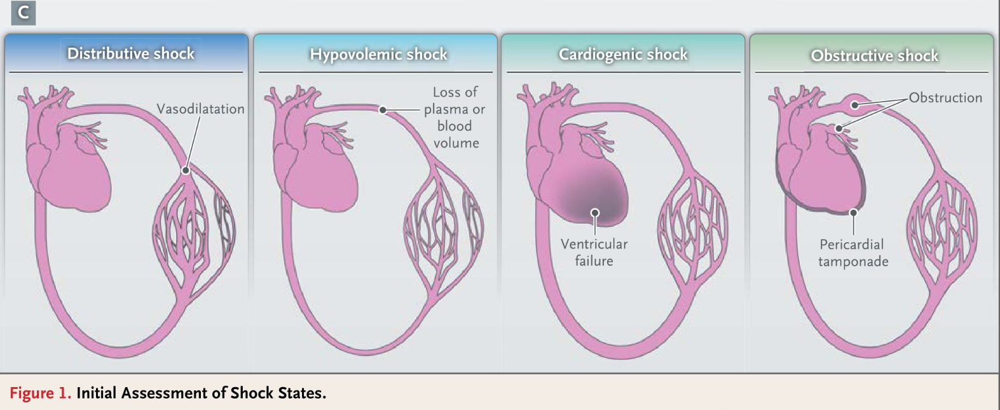 C
Distributive shock
Vasodilatation
Hypovolemic shock
Loss of
plasma or
blood
volume
Cardiogenic shock
Ventricular
failure
Obstructive shock
Obstruction
Pericardial
tamponade
Figure 1. Initial Assessment of Shock States.